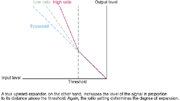 Low ratio
High ratio
Output level
Increased
Input level
Threshold
A true upward expander, on the other hand, increases the level of the signal in proportion
to its distance above the threshold. Again, the ratio setting determines the degree of expansion.